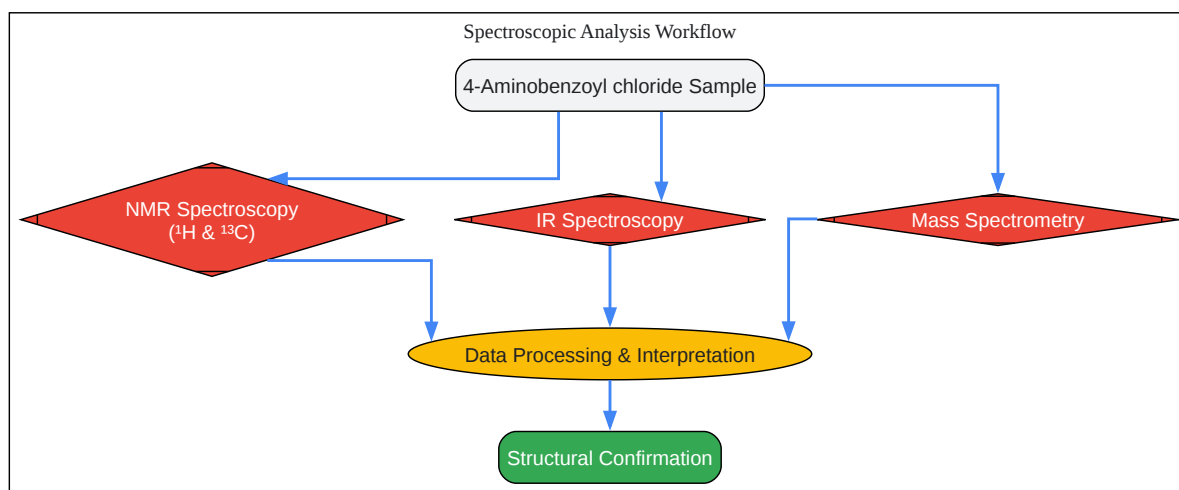 Spectroscopic Analysis Workflow
4-Aminobenzoyl chloride Sample
NMR Spectroscopy
(¹H & ¹³C)
IR Spectroscopy
Mass Spectrometry
Data Processing & Interpretation
Structural Confirmation